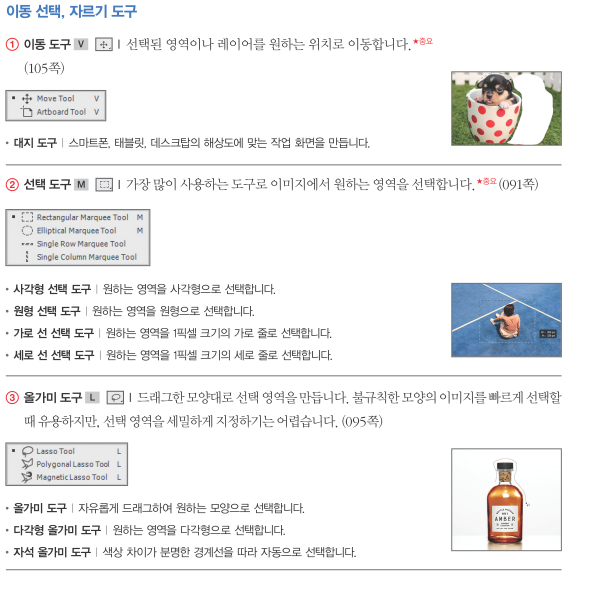 이동 선택, 자르기 도구
① 이동 도구 V | 선택된 영역이나 레이어를 원하는 위치로 이동합니다. ★중요
(105쪽)
Move Tool V
Artboard Tool V
• 대지 도구 | 스마트폰, 태블릿, 데스크탑의 해상도에 맞는 작업 화면을 만듭니다.
② 선택 도구 M | 가장 많이 사용하는 도구로 이미지에서 원하는 영역을 선택합니다. ★중요 (091쪽)
Rectangular Marquee Tool M
Elliptical Marquee Tool M
Single Row Marquee Tool
Single Column Marquee Tool
• 사각형 선택 도구 | 원하는 영역을 사각형으로 선택합니다.
• 원형 선택 도구 | 원하는 영역을 원형으로 선택합니다.
• 가로 선 선택 도구 | 원하는 영역을 1픽셀 크기의 가로 줄로 선택합니다.
• 세로 선 선택 도구 | 원하는 영역을 1픽셀 크기의 세로 줄로 선택합니다.
③ 올가미 도구 L | 드래그한 모양대로 선택 영역을 만듭니다. 불규칙한 모양의 이미지를 빠르게 선택할
때 유용하지만, 선택 영역을 세밀하게 지정하기는 어렵습니다. (095쪽)
Lasso Tool L
Polygonal Lasso Tool L
Magnetic Lasso Tool L
• 올가미 도구 | 자유롭게 드래그하여 원하는 모양으로 선택합니다.
• 다각형 올가미 도구 | 원하는 영역을 다각형으로 선택합니다.
• 자석 올가미 도구 | 색상 차이가 분명한 경계선을 따라 자동으로 선택합니다.
AMBER